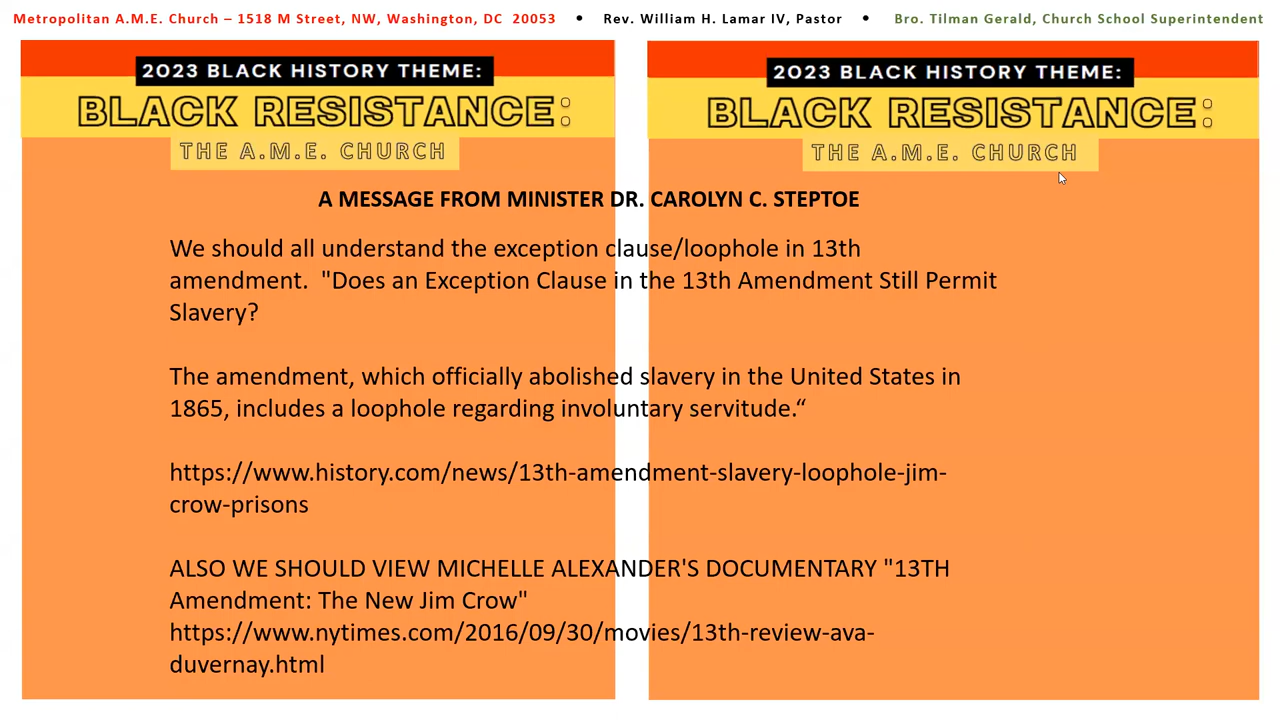 Metropolitan A.M.E. Church – 1518 M Street, NW, Washington, DC 20053 • Rev. William H. Lamar IV, Pastor • Bro. Tilman Gerald, Church School Superintendent
2023 BLACK HISTORY THEME:
BLACK RESISTANCE:
THE A.M.E. CHURCH
2023 BLACK HISTORY THEME:
BLACK RESISTANCE:
THE A.M.E. CHURCH
A MESSAGE FROM MINISTER DR. CAROLYN C. STEPTOE
We should all understand the exception clause/loophole in 13th
amendment.  "Does an Exception Clause in the 13th Amendment Still Permit
Slavery?
The amendment, which officially abolished slavery in the United States in
1865, includes a loophole regarding involuntary servitude.“
https://www.history.com/news/13th-amendment-slavery-loophole-jim-
crow-prisons
ALSO WE SHOULD VIEW MICHELLE ALEXANDER'S DOCUMENTARY "13TH
Amendment: The New Jim Crow"
https://www.nytimes.com/2016/09/30/movies/13th-review-ava-
duvernay.html